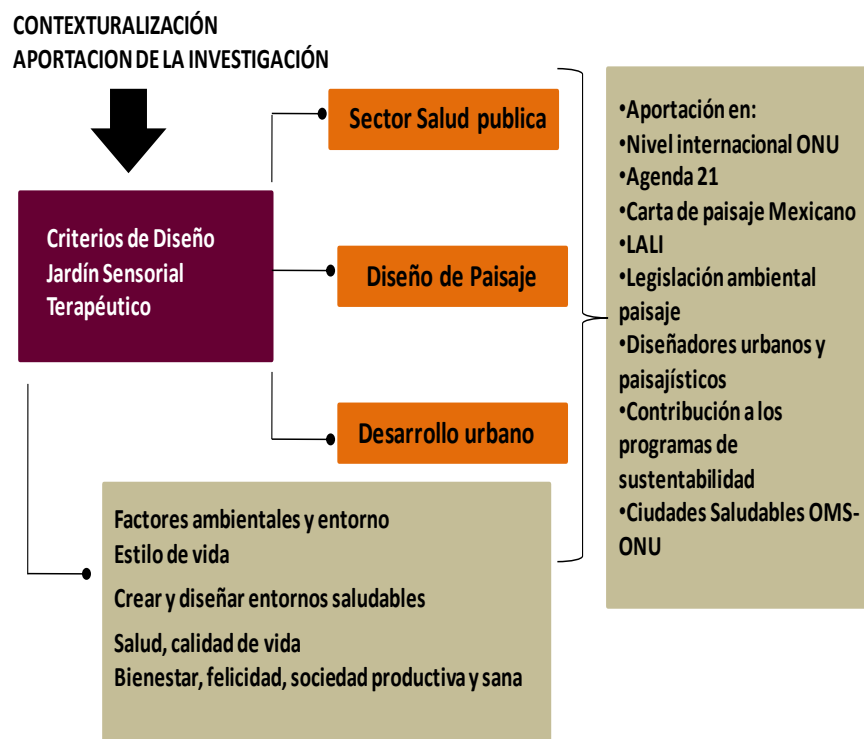 CONTEXTURALIZACIÓN
APORTACION DE LA INVESTIGACIÓN
Criterios de Diseño
Jardín Sensorial
Terapéutico
Sector Salud publica
Diseño de Paisaje
Desarrollo urbano
Factores ambientales y entorno
Estilo de vida
Crear y diseñar entornos saludables
Salud, calidad de vida
Bienestar, felicidad, sociedad productiva y sana
•Aportación en:
•Nivel internacional ONU
•Agenda 21
•Carta de paisaje Mexicano
•LALI
•Legislación ambiental
paisaje
•Diseñadores urbanos y
paisajísticos
•Contribución a los
programas de
sustentabilidad
•Ciudades Saludables OMS-
ONU